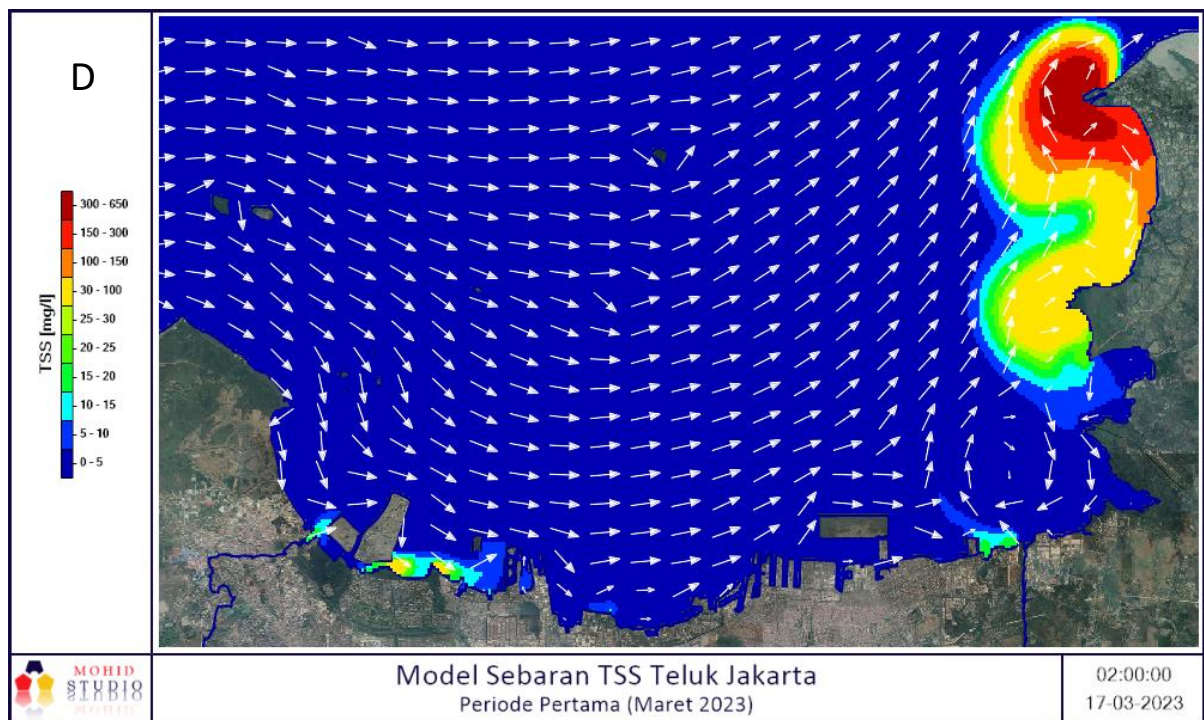 D
TSS [mg/l]
300 - 650
150 - 300
100 - 150
30 - 100
25 - 30
20 - 25
15 - 20
10 - 15
5 - 10
0 - 5
MOHID
STUDIO
Model Sebaran TSS Teluk Jakarta
Periode Pertama (Maret 2023)
02:00:00
17-03-2023